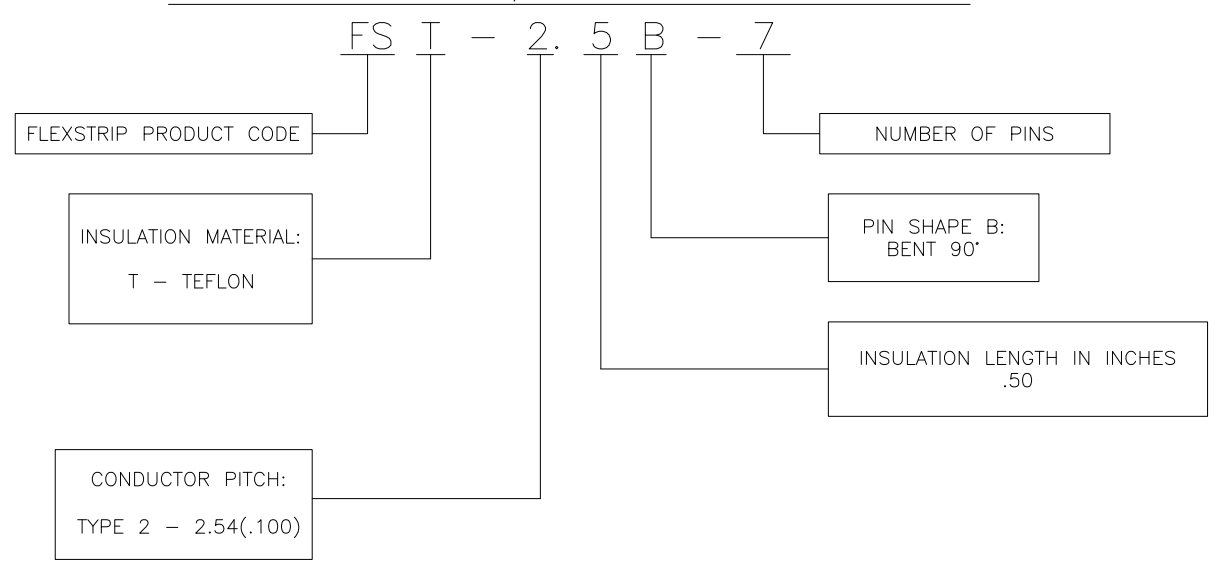 FS T - 2. 5 B - 7
FLEXSTRIP PRODUCT CODE
NUMBER OF PINS
INSULATION MATERIAL:
T - TEFLON
PIN SHAPE B:
BENT 90°
INSULATION LENGTH IN INCHES
.50
CONDUCTOR PITCH:
TYPE 2 - 2.54(.100)